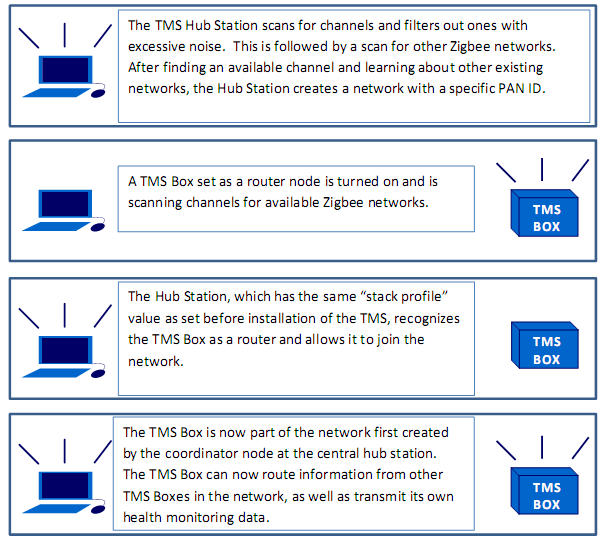 The TMS Hub Station scans for channels and filters out ones with
excessive noise.  This is followed by a scan for other Zigbee networks.
After finding an available channel and learning about other existing
networks, the Hub Station creates a network with a specific PAN ID.
A TMS Box set as a router node is turned on and is
scanning channels for available Zigbee networks.
TMS
BOX
The Hub Station, which has the same “stack profile”
value as set before installation of the TMS, recognizes
the TMS Box as a router and allows it to join the
network.
TMS
BOX
The TMS Box is now part of the network first created
by the coordinator node at the central hub station.
The TMS Box can now route information from other
TMS Boxes in the network, as well as transmit its own
health monitoring data.
TMS
BOX